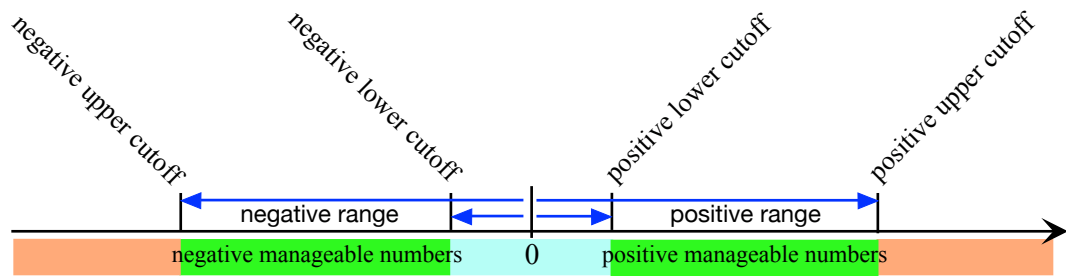 negative upper cutoff
negative lower cutoff
positive lower cutoff
positive upper cutoff
negative range
positive range
negative manageable numbers
0
positive manageable numbers